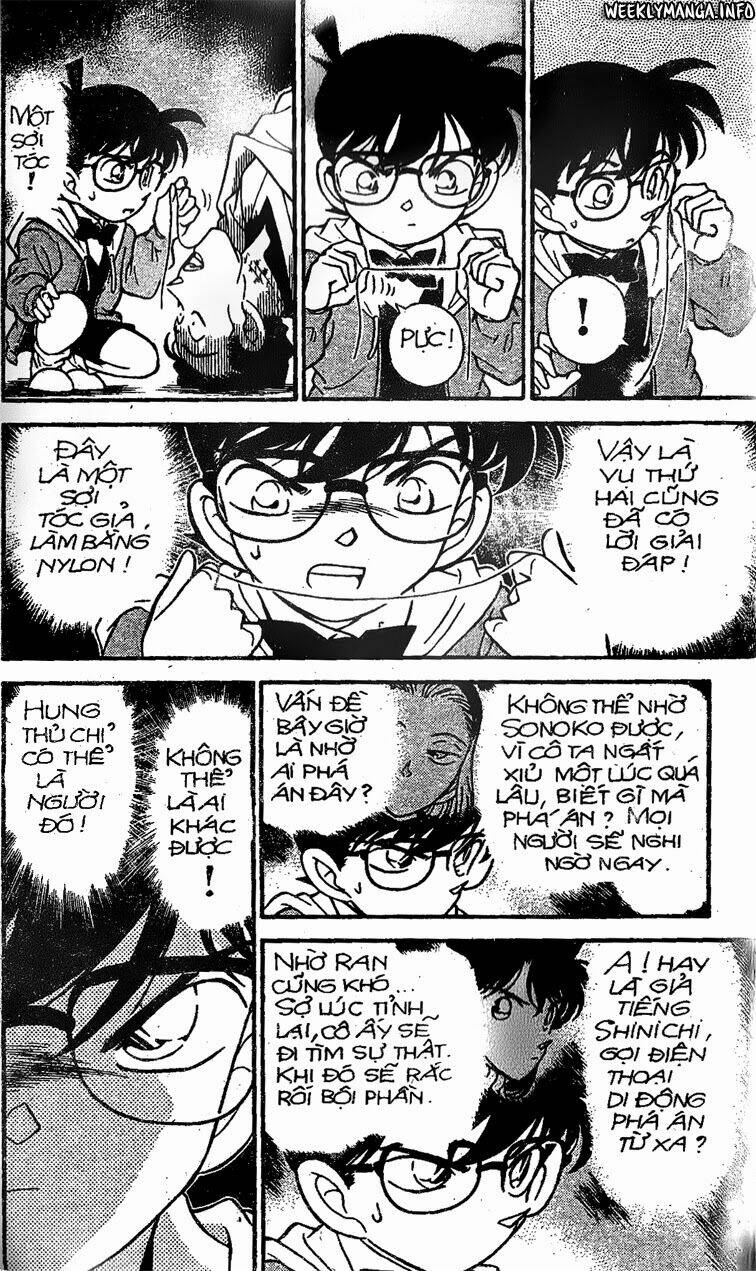 WEEKLYMANGA.INFO
MỘT
SỢI
TÓC
!
PỰC!
!
ĐÂY
LÀ MỘT
SỢI
TÓC GIẢ,
LÀM BẰNG
NYLON!
VẬY LÀ
VỤ THỨ
HAI CŨNG
ĐÃ CÓ
LỜI GIẢI
ĐÁP!
HUNG
THỦ CHỈ
CÓ THỂ
LÀ
NGƯỜI
ĐÓ!
KHÔNG
THỂ
LÀ AI
KHÁC
ĐƯỢC
!
VẤN ĐỀ
BÂY GIỜ
LÀ NHỜ
AI PHÁ
ÁN ĐÂY?
KHÔNG THỂ NHỜ
SONOKO ĐƯỢC,
VÌ CÔ TA NGẤT
XIỦ MỘT LÚC QUÁ
LÂU, BIẾT GÌ MÀ
PHÁ ÁN? MỌI
NGƯỜI SẼ NGHI
NGỜ NGAY.
NHỜ RAN
CŨNG KHÓ...
SỢ LÚC TỈNH
LẠI, CÔ ẤY SẼ
ĐI TÌM SỰ THẬT.
KHI ĐÓ SẼ RẮC
RỐI BỘI PHẦN.
A! HAY
LÀ GIẢ
TIẾNG
SHINICHI,
GỌI ĐIỆN
THOẠI
DI ĐỘNG
PHÁ ÁN
TỪ XA?